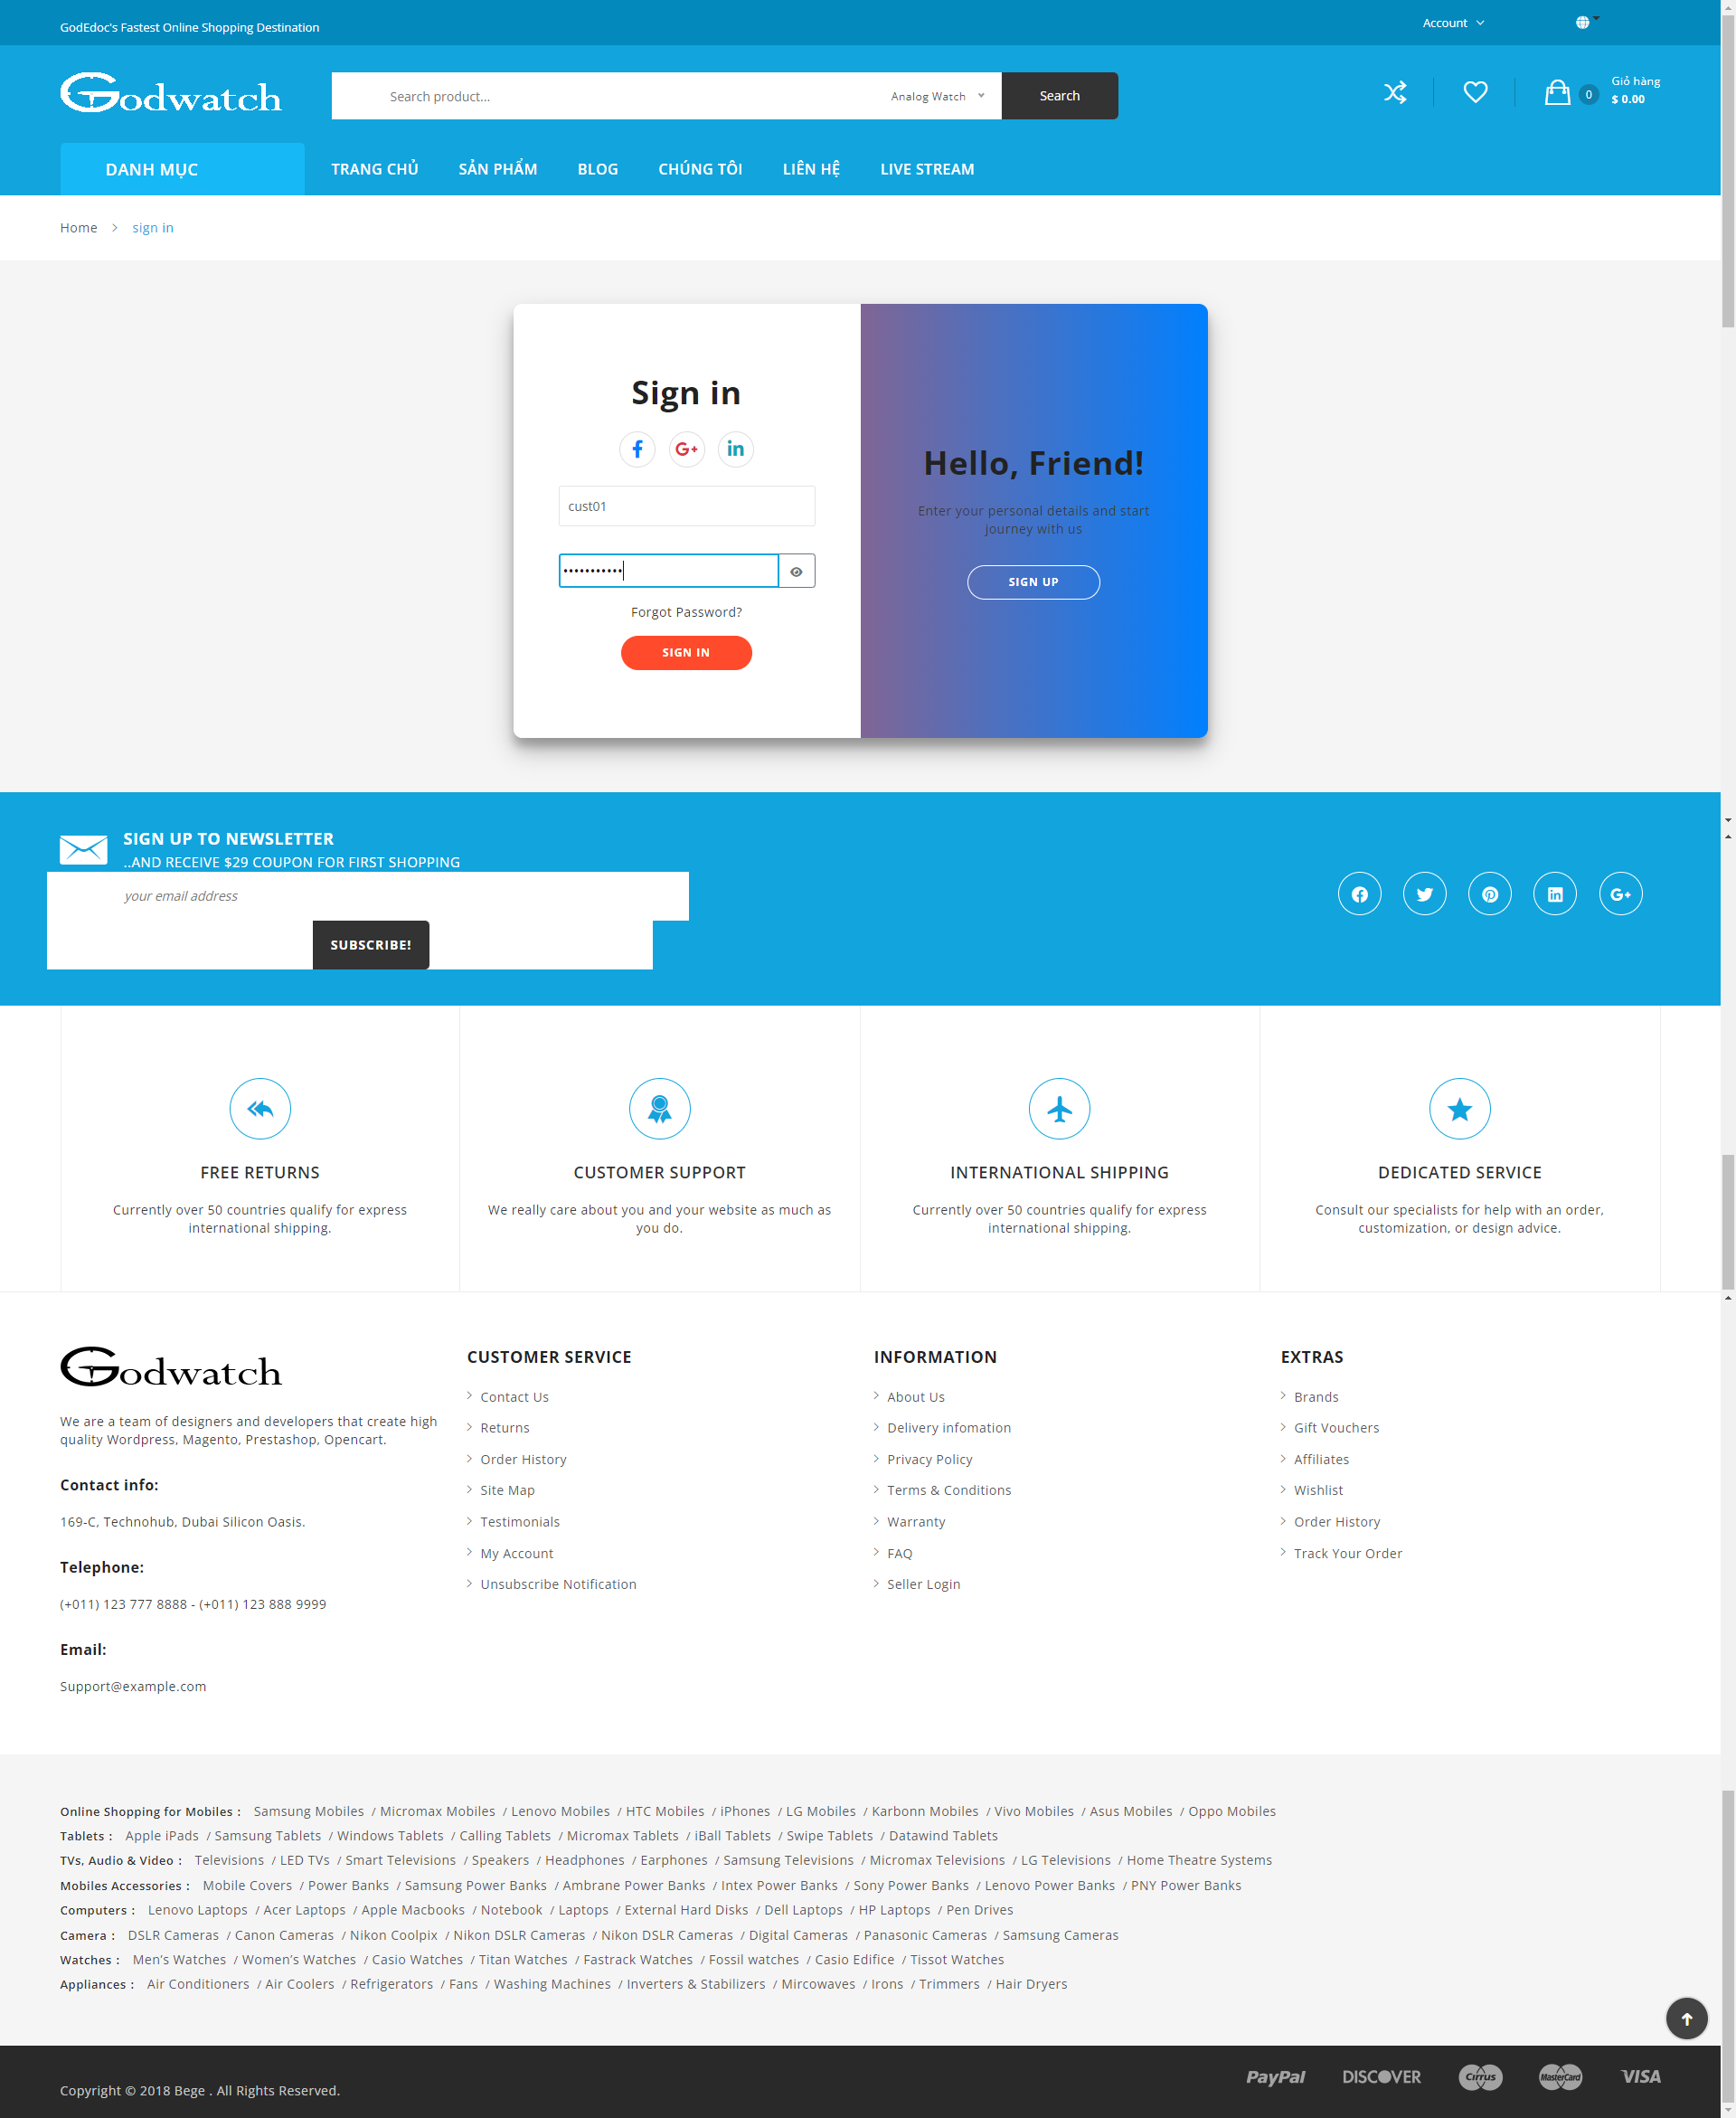 GodEdoc's Fastest Online Shopping Destination
Account
Godwatch
Search product...
Analog Watch
Search
0
Giỏ hàng
$ 0.00
DANH MỤC
TRANG CHỦ
SẢN PHẨM
BLOG
CHÚNG TÔI
LIÊN HỆ
LIVE STREAM
Home > sign in
Sign in
cust01
•••••••••••
Forgot Password?
SIGN IN
Hello, Friend!
Enter your personal details and start
journey with us
SIGN UP
SIGN UP TO NEWSLETTER
..AND RECEIVE $29 COUPON FOR FIRST SHOPPING
your email address
SUBSCRIBE!
FREE RETURNS
Currently over 50 countries qualify for express
international shipping.
CUSTOMER SUPPORT
We really care about you and your website as much as
you do.
INTERNATIONAL SHIPPING
Currently over 50 countries qualify for express
international shipping.
DEDICATED SERVICE
Consult our specialists for help with an order,
customization, or design advice.
Godwatch
We are a team of designers and developers that create high
quality Wordpress, Magento, Prestashop, Opencart.
Contact info:
169-C, Technohub, Dubai Silicon Oasis.
Telephone:
(+011) 123 777 8888 - (+011) 123 888 9999
Email:
Support@example.com
CUSTOMER SERVICE
Contact Us
Returns
Order History
Site Map
Testimonials
My Account
Unsubscribe Notification
INFORMATION
About Us
Delivery infomation
Privacy Policy
Terms & Conditions
Warranty
FAQ
Seller Login
EXTRAS
Brands
Gift Vouchers
Affiliates
Wishlist
Order History
Track Your Order
Online Shopping for Mobiles : Samsung Mobiles / Micromax Mobiles / Lenovo Mobiles / HTC Mobiles / iPhones / LG Mobiles / Karbonn Mobiles / Vivo Mobiles / Asus Mobiles / Oppo Mobiles
Tablets : Apple iPads / Samsung Tablets / Windows Tablets / Calling Tablets / Micromax Tablets / iBall Tablets / Swipe Tablets / Datawind Tablets
TVs, Audio & Video : Televisions / LED TVs / Smart Televisions / Speakers / Headphones / Earphones / Samsung Televisions / Micromax Televisions / LG Televisions / Home Theatre Systems
Mobiles Accessories : Mobile Covers / Power Banks / Samsung Power Banks / Ambrane Power Banks / Intex Power Banks / Sony Power Banks / Lenovo Power Banks / PNY Power Banks
Computers : Lenovo Laptops / Acer Laptops / Apple Macbooks / Notebook / Laptops / External Hard Disks / Dell Laptops / HP Laptops / Pen Drives
Camera : DSLR Cameras / Canon Cameras / Nikon Coolpix / Nikon DSLR Cameras / Nikon DSLR Cameras / Digital Cameras / Panasonic Cameras / Samsung Cameras
Watches : Men's Watches / Women's Watches / Casio Watches / Titan Watches / Fastrack Watches / Fossil watches / Casio Edifice / Tissot Watches
Appliances : Air Conditioners / Air Coolers / Refrigerators / Fans / Washing Machines / Inverters & Stabilizers / Mircowaves / Irons / Trimmers / Hair Dryers
Copyright © 2018 Bege . All Rights Reserved.
PayPal
DISCOVER
Cirrus
MasterCard
VISA